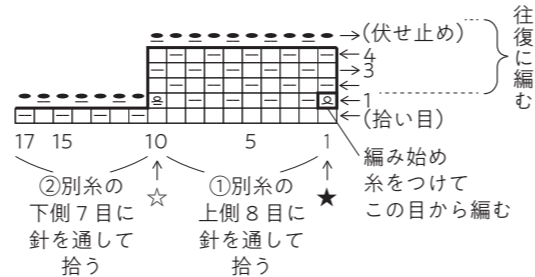 →(伏せ止め)
←4
→3
←
←1
←(拾い目)
往復に編む
17 15 10 5 1
編み始め
糸をつけて
この目から編む
②別糸の
下側7目に
針を通して
拾う
☆
①別糸の
上側8目に
針を通して
拾う
★